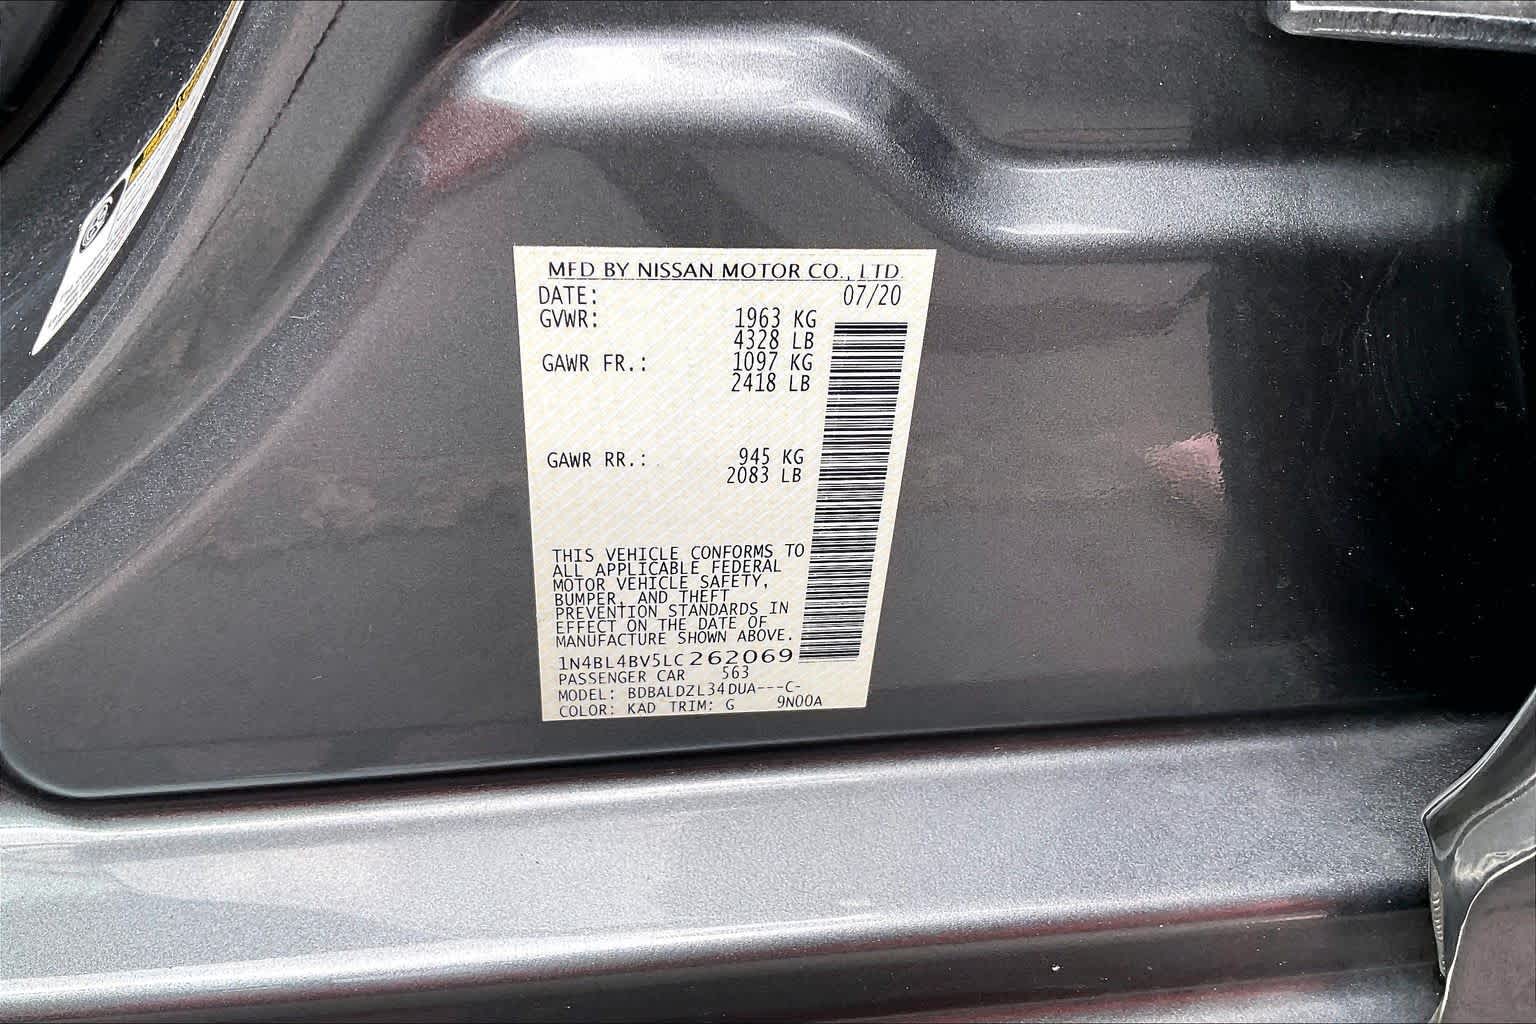 MFD BY NISSAN MOTOR CO., LTD.
DATE: 07/20
GVWR: 1963 KG
4328 LB
GAWR FR.: 1097 KG
2418 LB
GAWR RR.: 945 KG
2083 LB
THIS VEHICLE CONFORMS TO
ALL APPLICABLE FEDERAL
MOTOR VEHICLE SAFETY,
BUMPER, AND THEFT
PREVENTION STANDARDS IN
EFFECT ON THE DATE OF
MANUFACTURE SHOWN ABOVE.
1N4BL4BV5LC262069
PASSENGER CAR 563
MODEL: BDBALDZL34DUA---C-
COLOR: KAD TRIM: G 9N00A